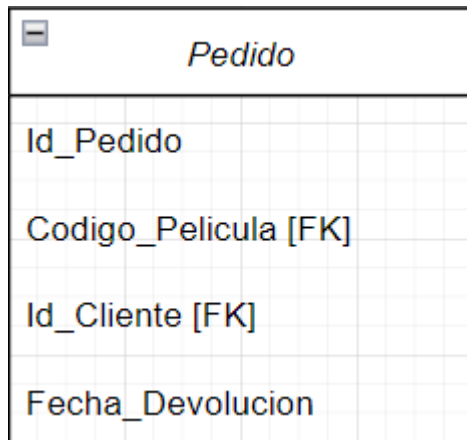 Pedido
Id_Pedido
Codigo_Pelicula [FK]
Id_Cliente [FK]
Fecha_Devolucion